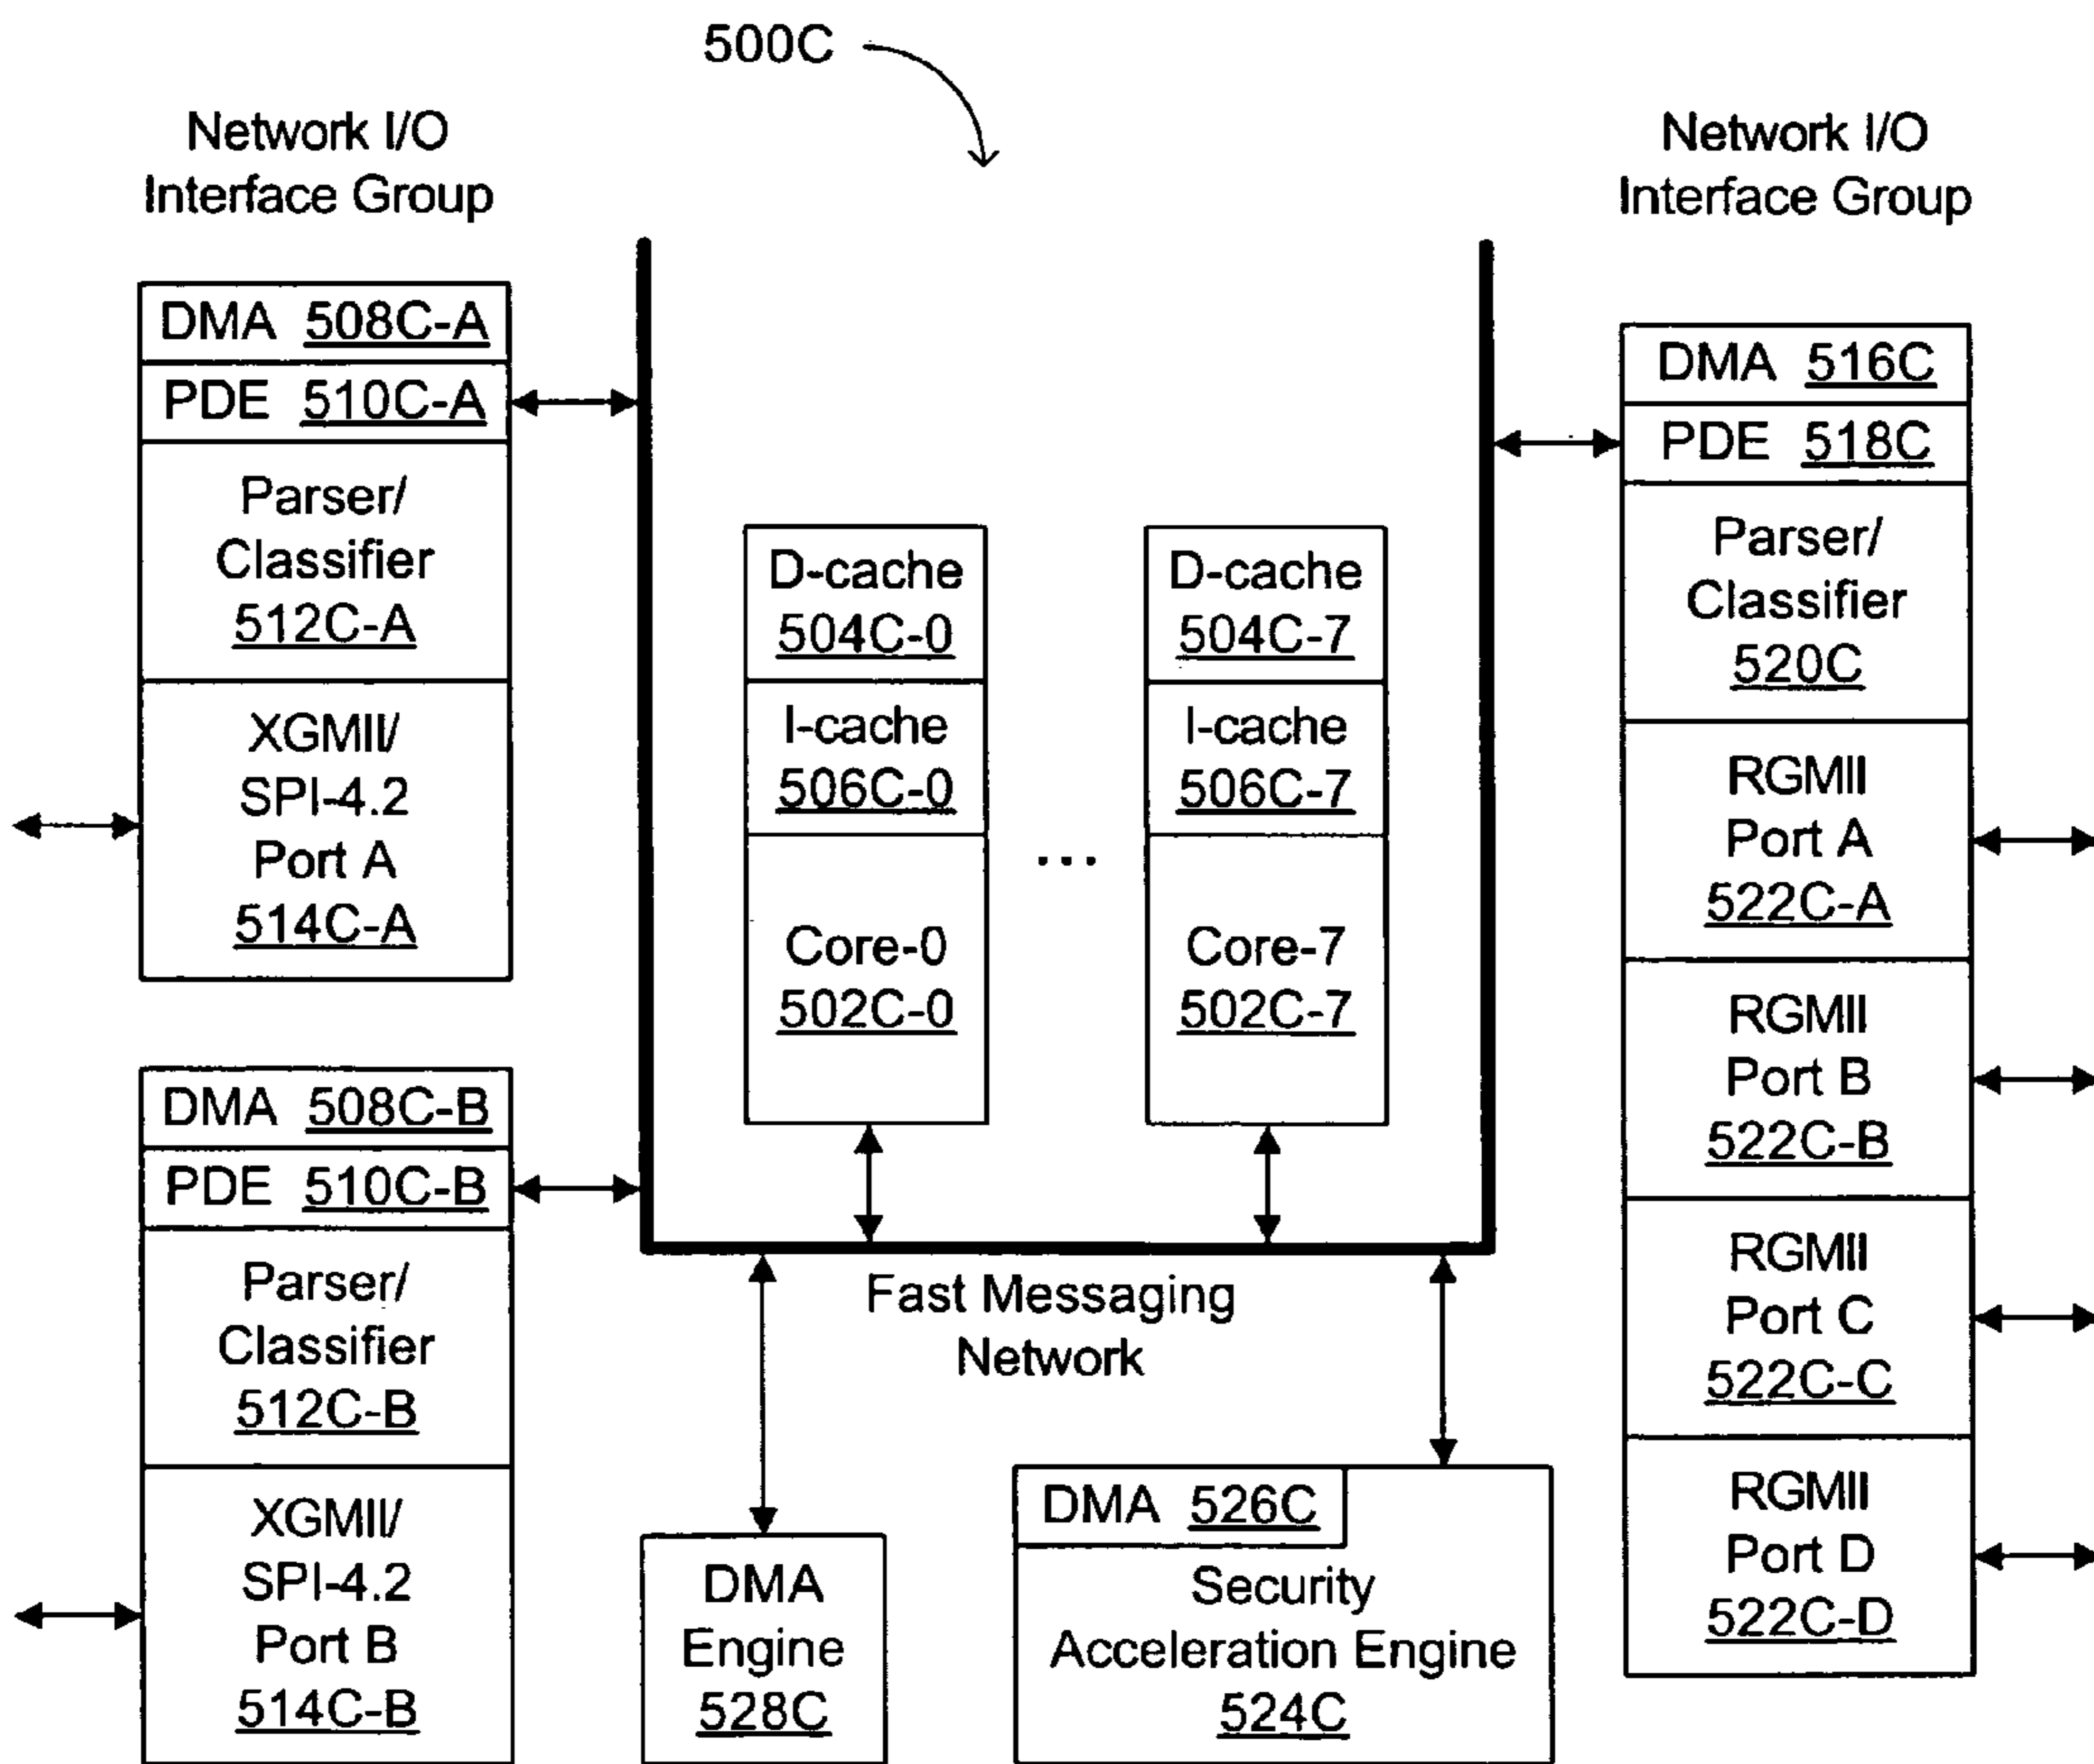 500C
Network I/O
Interface Group
DMA 508C-A
PDE 510C-A
Parser/
Classifier
512C-A
XGMII/
SPI-4.2
Port A
514C-A
DMA 508C-B
PDE 510C-B
Parser/
Classifier
512C-B
XGMII/
SPI-4.2
Port B
514C-B
D-cache
504C-0
I-cache
506C-0
Core-0
502C-0
...
D-cache
504C-7
I-cache
506C-7
Core-7
502C-7
Fast Messaging
Network
DMA
Engine
528C
DMA 526C
Security
Acceleration Engine
524C
Network I/O
Interface Group
DMA 516C
PDE 518C
Parser/
Classifier
520C
RGMII
Port A
522C-A
RGMII
Port B
522C-B
RGMII
Port C
522C-C
RGMII
Port D
522C-D